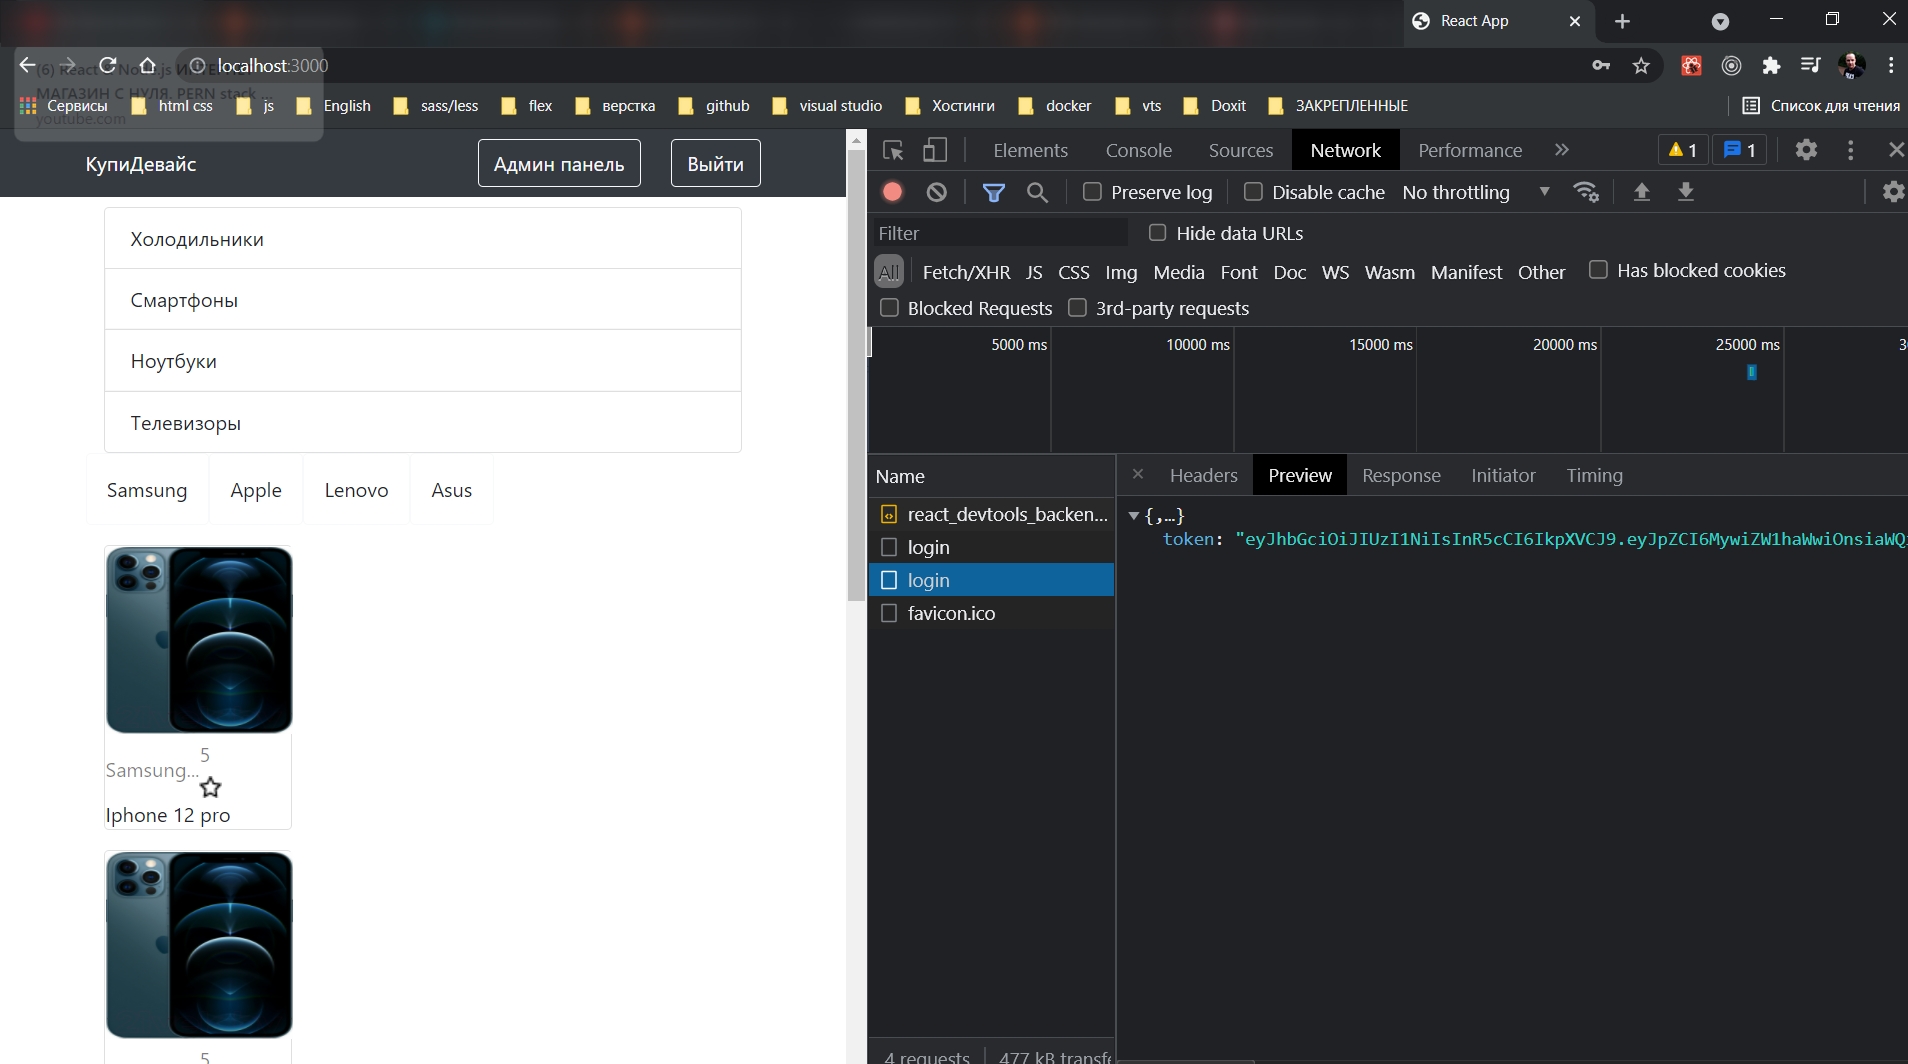 React App
localhost:3000
(6) React и Node.js ИНТЕРНЕТ
МАГАЗИН С НУЛЯ. PERN stack ...
youtube.com
Сервисы html css js English sass/less flex верстка github visual studio Хостинги docker vts Doxit ЗАКРЕПЛЕННЫЕ Список для чтения
КупиДевайс Админ панель Выйти
Холодильники
Смартфоны
Ноутбуки
Телевизоры
Samsung Apple Lenovo Asus
5
Samsung...
Iphone 12 pro
5
Elements Console Sources Network Performance » 1 1
Preserve log Disable cache No throttling
Filter Hide data URLs
All Fetch/XHR JS CSS Img Media Font Doc WS Wasm Manifest Other Has blocked cookies
Blocked Requests 3rd-party requests
5000 ms 10000 ms 15000 ms 20000 ms 25000 ms
Name
react_devtools_backen...
login
login
favicon.ico
4 requests 477 kB transfe
Headers Preview Response Initiator Timing
{,…}
token: "eyJhbGciOiJIUzI1NiIsInR5cCI6IkpXVCJ9.eyJpZCI6MywiZW1haWwiOnsiaWQi